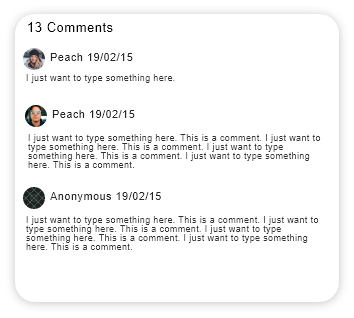 13 Comments
Peach 19/02/15
I just want to type something here.
Peach 19/02/15
I just want to type something here. This is a comment. I just want to
to type something here. This is a comment. I just want to type
something here. This is a comment. I just want to type something
here. This is a comment.
Anonymous 19/02/15
I just want to type something here. This is a comment. I just want to
type something here. This is a comment. I just want to type
something here. This is a comment. I just want to type something
here. This is a comment.